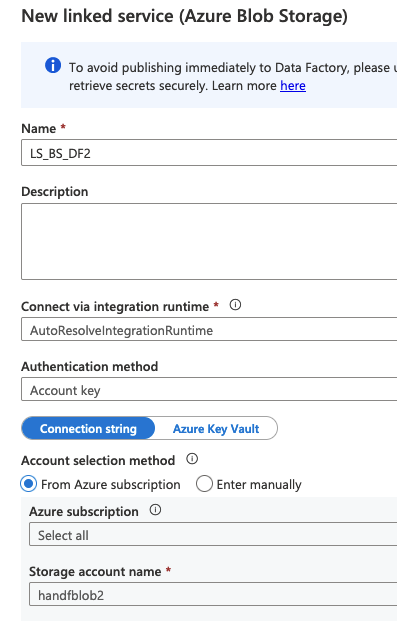 New linked service (Azure Blob Storage)
To avoid publishing immediately to Data Factory, please
retrieve secrets securely. Learn more here
Name *
LS_BS_DF2
Description
Connect via integration runtime *
AutoResolveIntegrationRuntime
Authentication method
Account key
Connection string Azure Key Vault
Account selection method
From Azure subscription Enter manually
Azure subscription
Select all
Storage account name *
handfblob2